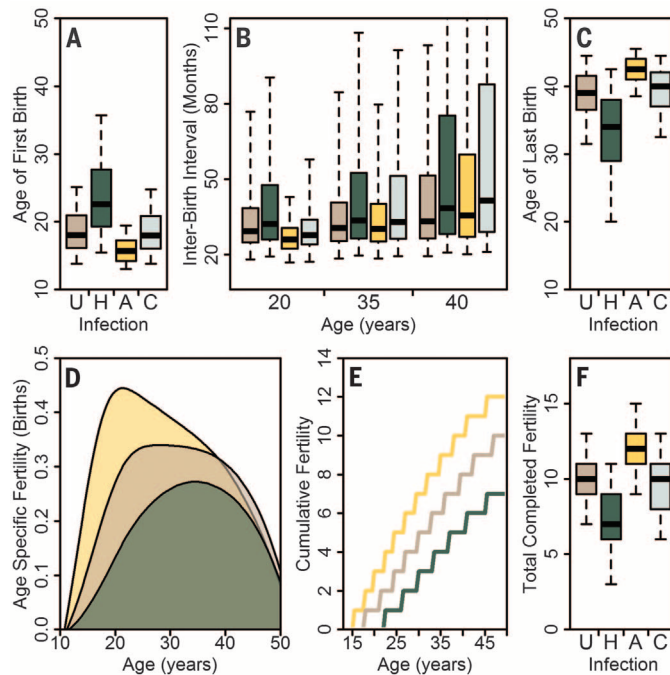 A
Age of First Birth
50
40
30
20
10
U H A C
Infection
B
Inter-Birth Interval (Months)
110
80
50
20
20 35 40
Age (years)
C
Age of Last Birth
50
40
30
20
10
U H A C
Infection
D
Age Specific Fertility (Births)
0.5
0.4
0.3
0.2
0.1
0.0
10 20 30 40 50
Age (years)
E
Cumulative Fertility
14
12
10
8
6
4
2
0
15 25 35 45
Age (years)
F
Total Completed Fertility
15
10
5
0
U H A C
Infection